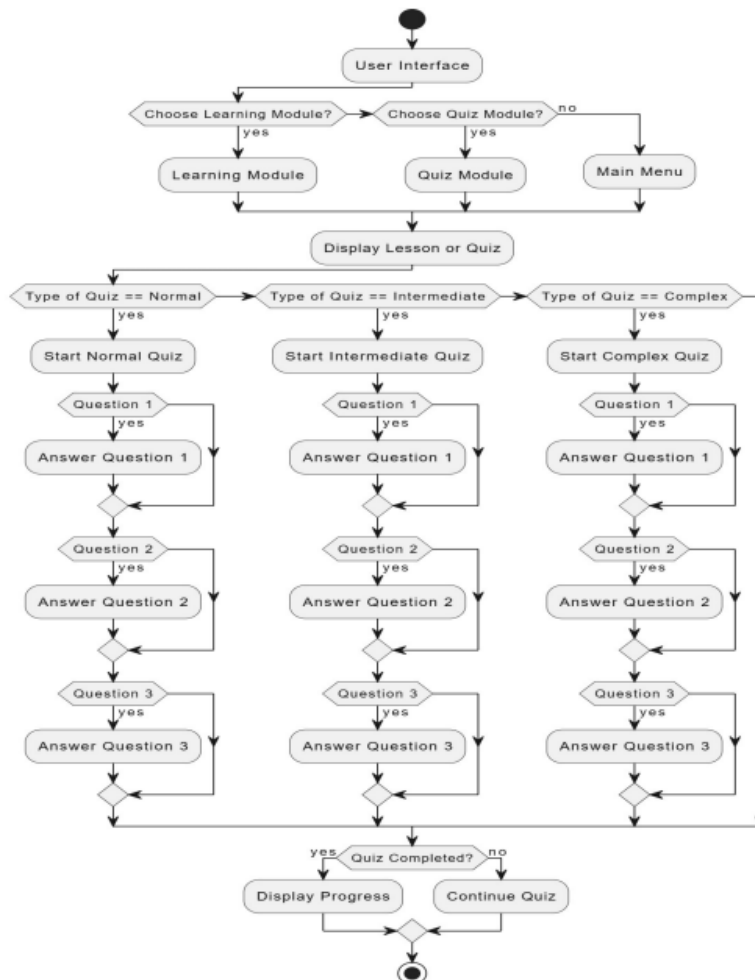 User Interface
Choose Learning Module?
Choose Quiz Module?
no
yes
yes
Learning Module
Quiz Module
Main Menu
Display Lesson or Quiz
Type of Quiz == Normal
Type of Quiz == Intermediate
Type of Quiz == Complex
yes
yes
yes
Start Normal Quiz
Start Intermediate Quiz
Start Complex Quiz
Question 1
Question 1
Question 1
yes
yes
yes
Answer Question 1
Answer Question 1
Answer Question 1
Question 2
Question 2
Question 2
yes
yes
yes
Answer Question 2
Answer Question 2
Answer Question 2
Question 3
Question 3
Question 3
yes
yes
yes
Answer Question 3
Answer Question 3
Answer Question 3
yes
Quiz Completed?
no
Display Progress
Continue Quiz